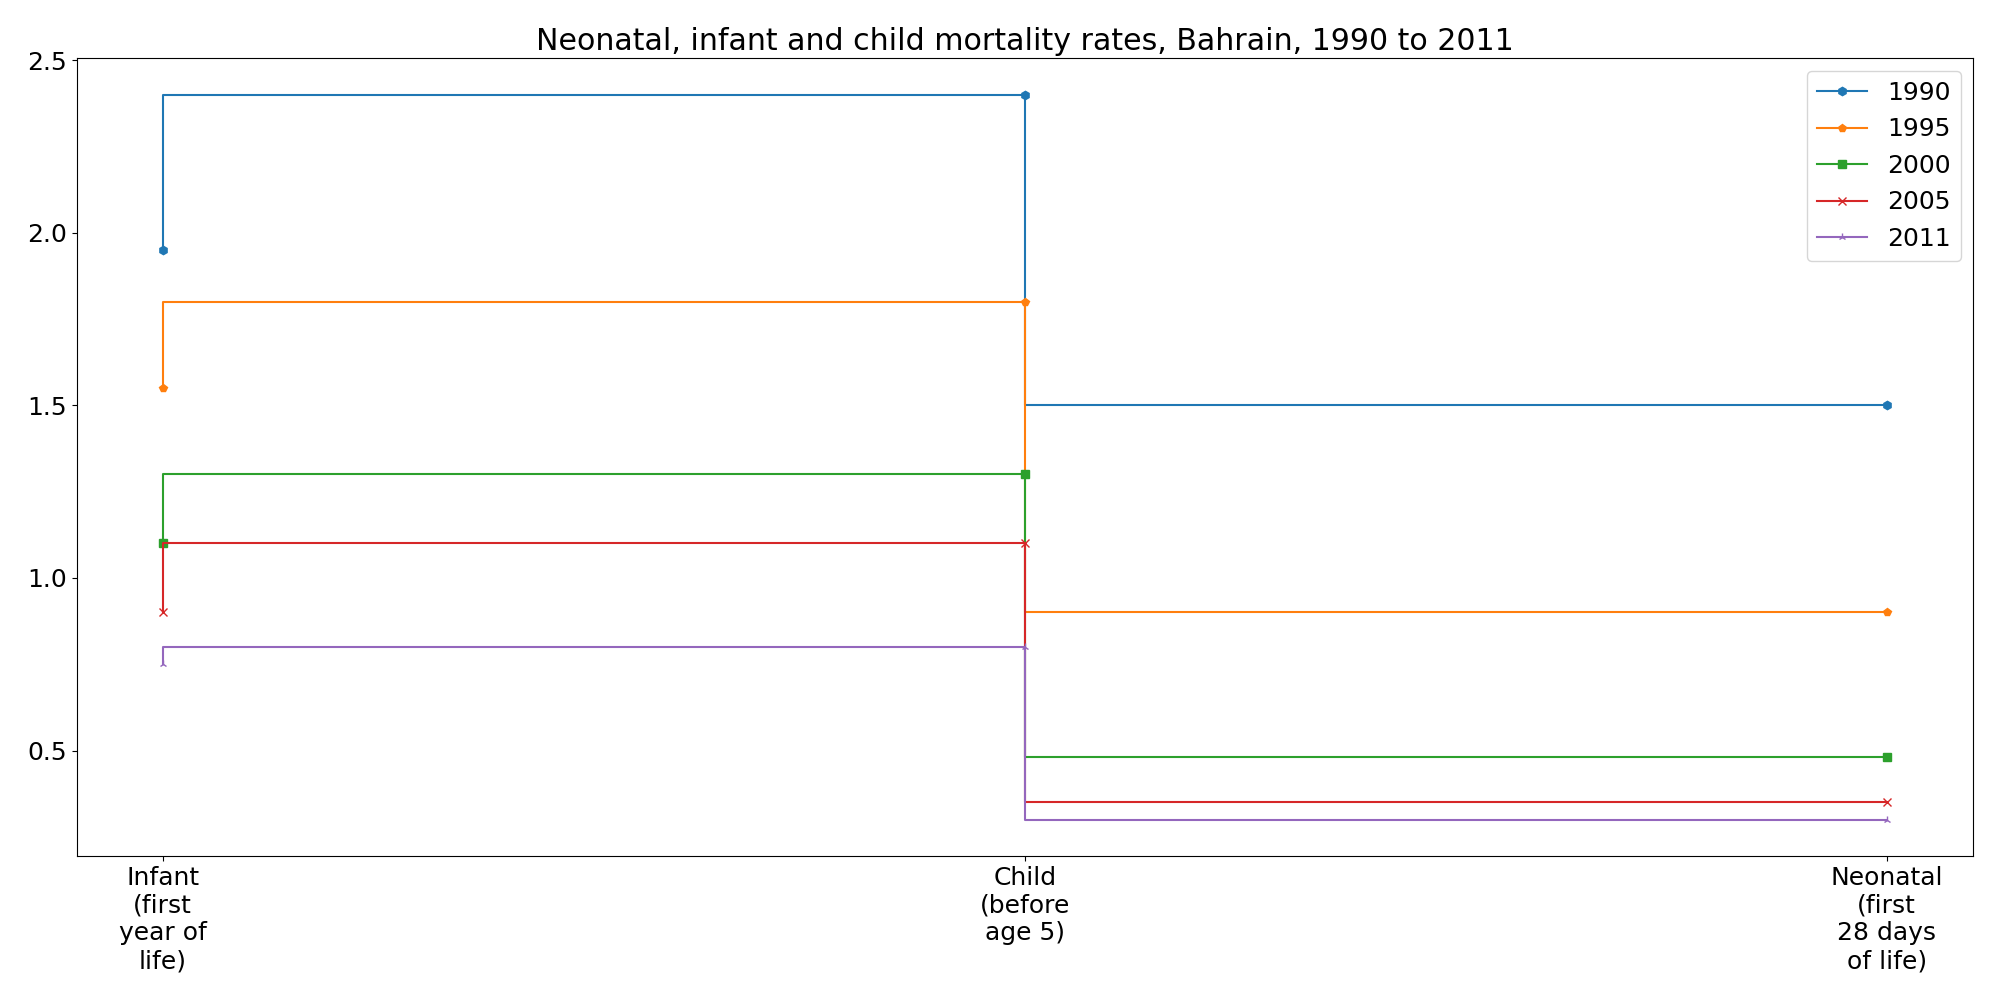 Neonatal, infant and child mortality rates, Bahrain, 1990 to 2011
2.5
2.0
1.5
1.0
0.5
1990
1995
2000
2005
2011
Infant
(first
year of
life)
Child
(before
age 5)
Neonatal
(first
28 days
of life)